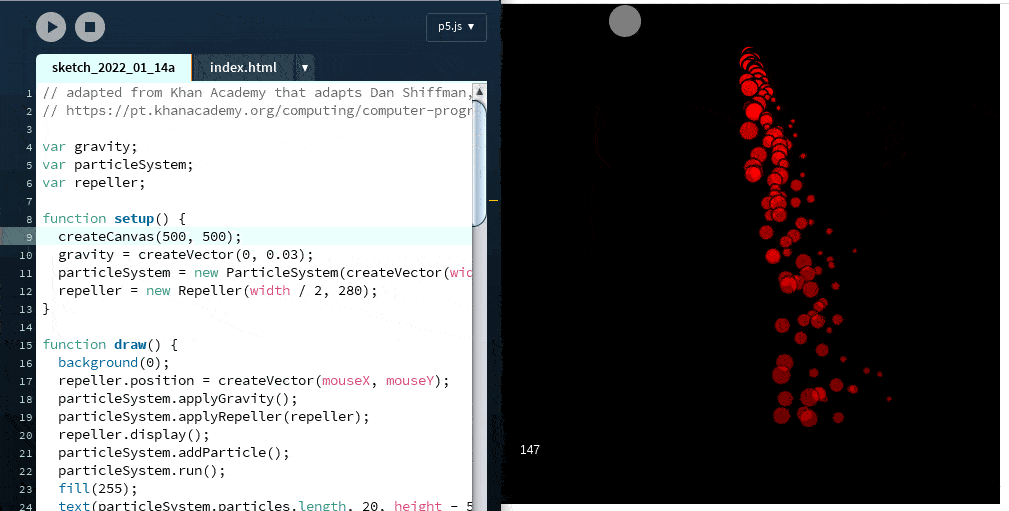 p5.js ▼
sketch_2022_01_14a index.html ▼
1 // adapted from Khan Academy that adapts Dan Shiffman,
2 // https://pt.khanacademy.org/computing/computer-progr
3
4 var gravity;
5 var particleSystem;
6 var repeller;
7
8 function setup() {
9 createCanvas(500, 500);
10 gravity = createVector(0, 0.03);
11 particleSystem = new ParticleSystem(createVector(wid
12 repeller = new Repeller(width / 2, 280);
13 }
14
15 function draw() {
16 background(0);
17 repeller.position = createVector(mouseX, mouseY);
18 particleSystem.applyGravity();
19 particleSystem.applyRepeller(repeller);
20 repeller.display();
21 particleSystem.addParticle();
22 particleSystem.run();
23 fill(255);
24 text(particleSystem.particles.length, 20, height - 5
147